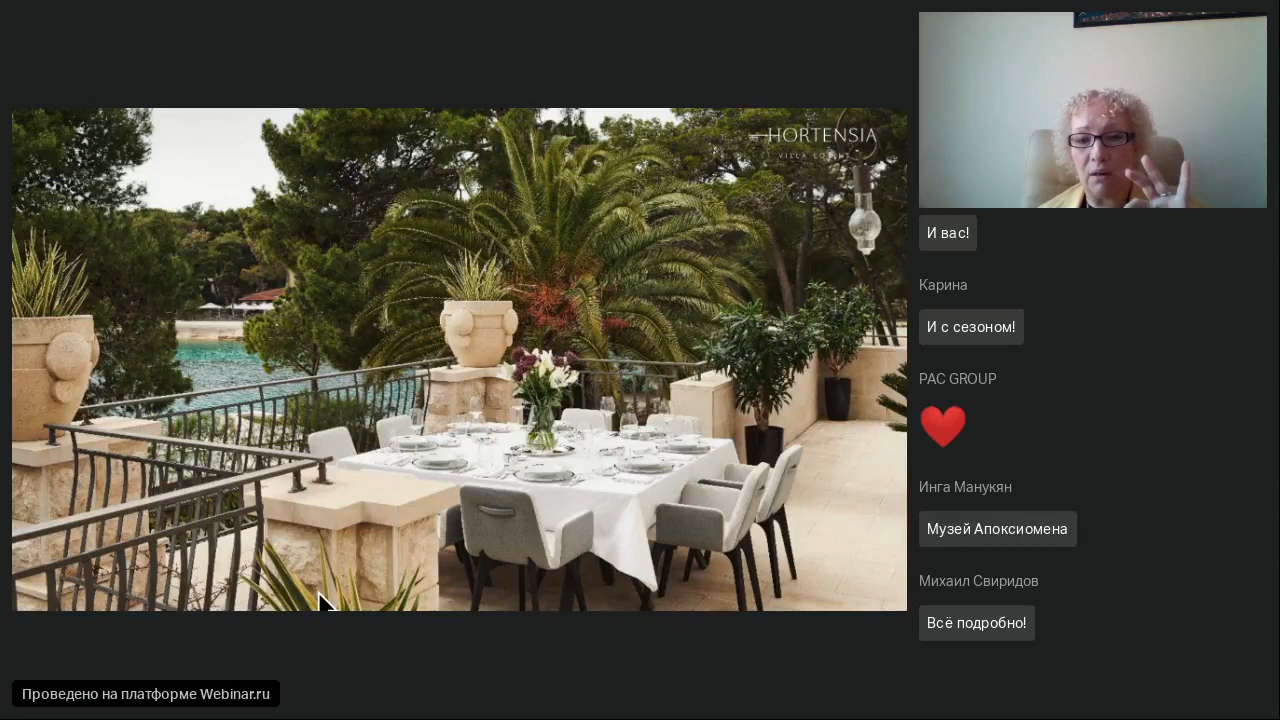 HORTENSIA
И вас!
Карина
И с сезоном!
PAC GROUP
Инга Манукян
Музей Апоксиомена
Михаил Свиридов
Всё подробно!
Проведено на платформе Webinar.ru